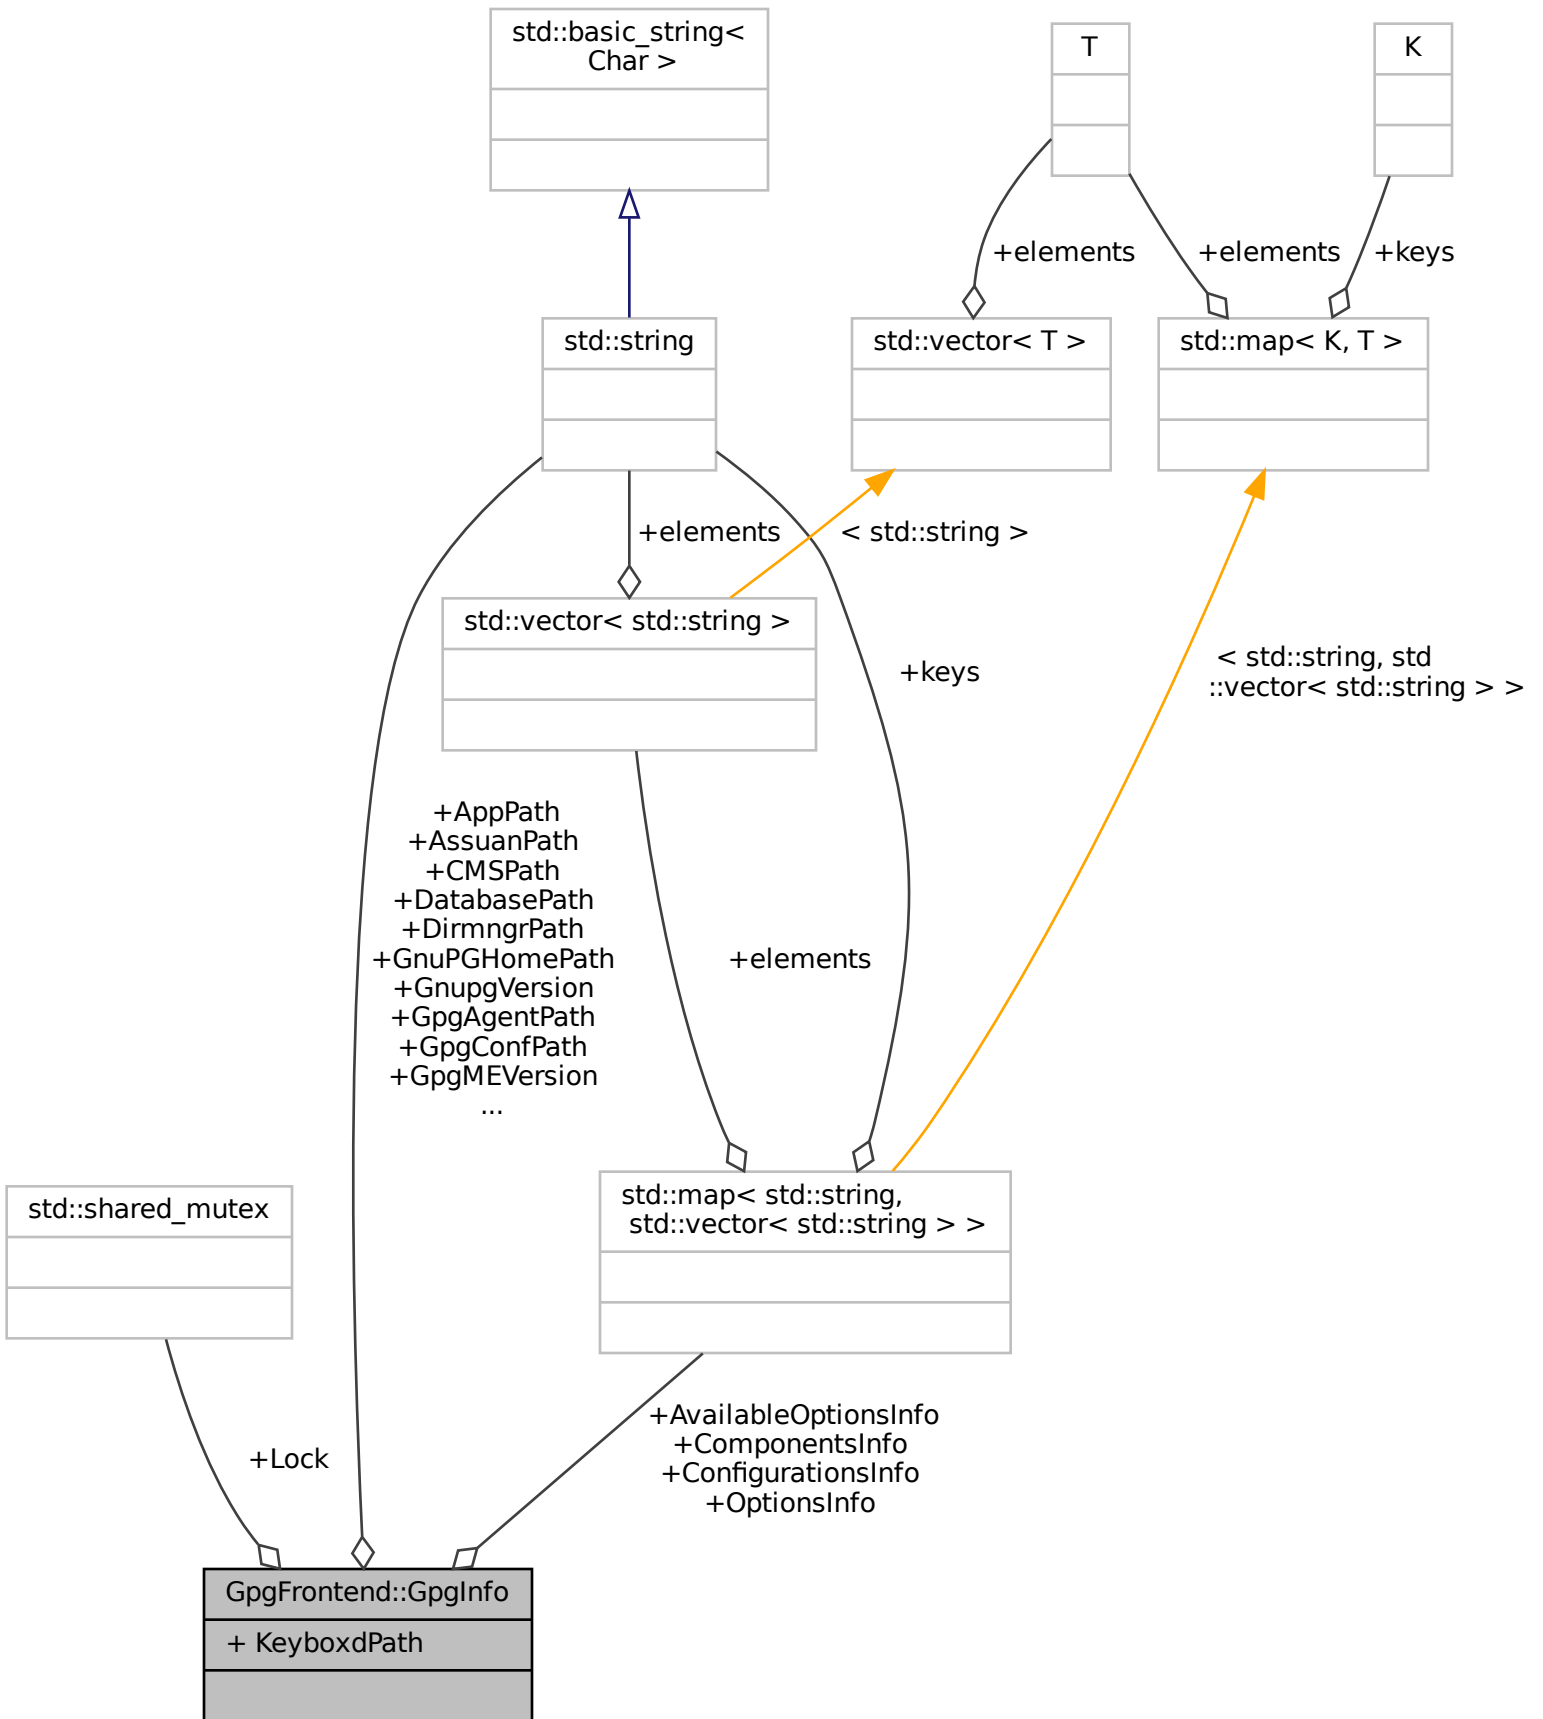 std::basic_string<
Char >
T
K
+elements
+elements
+keys
std::string
std::vector< T >
std::map< K, T >
+elements
< std::string >
std::vector< std::string >
+keys
< std::string, std
::vector< std::string > >
+AppPath
+AssuanPath
+CMSPath
+DatabasePath
+DirmngrPath
+GnuPGHomePath
+GnupgVersion
+GpgAgentPath
+GpgConfPath
+GpgMEVersion
...
+elements
std::shared_mutex
std::map< std::string,
std::vector< std::string > >
+Lock
+AvailableOptionsInfo
+ComponentsInfo
+ConfigurationsInfo
+OptionsInfo
GpgFrontend::GpgInfo
+ KeyboxdPath